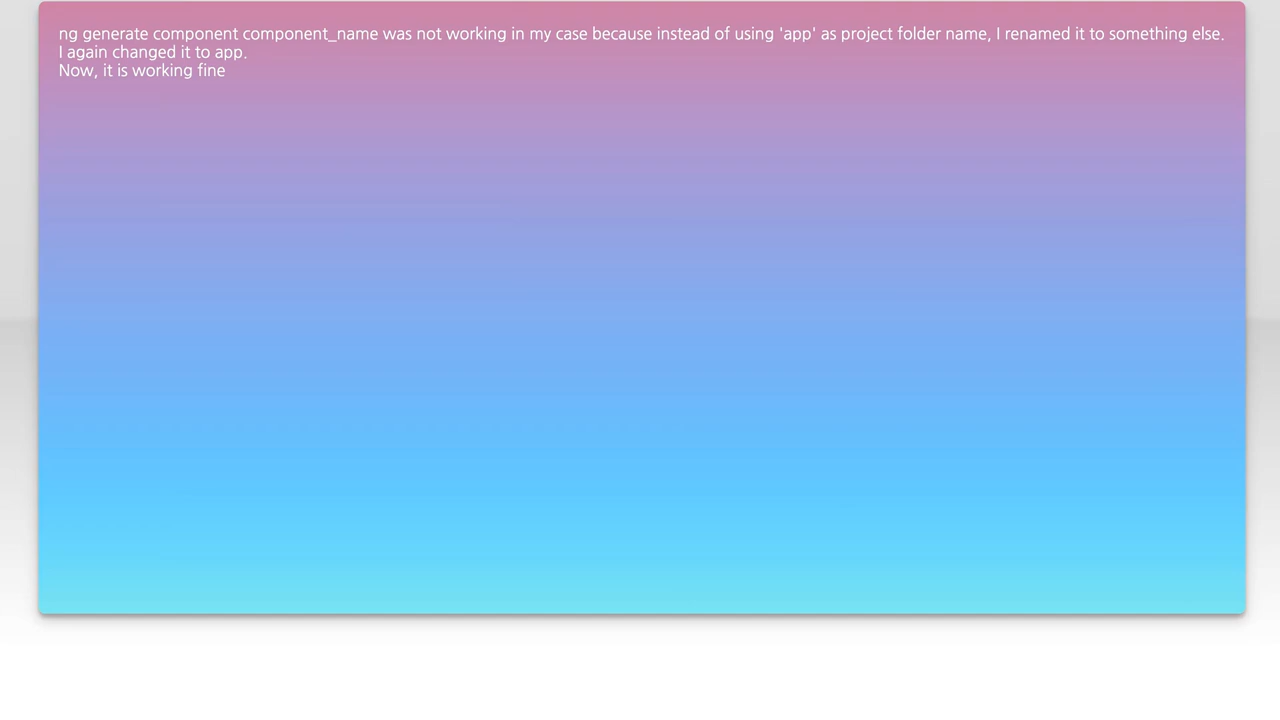 ng generate component component_name was not working in my case because instead of using 'app' as project folder name, I renamed it to something else.
I again changed it to app.
Now, it is working fine